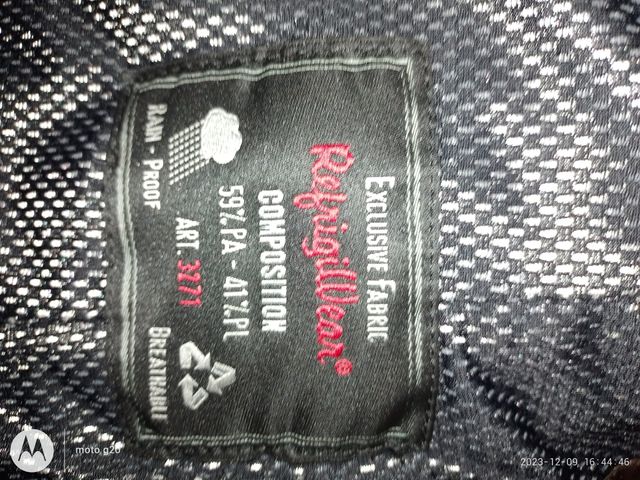 EXCLUSIVE FABRIC
RefrigiWear®
COMPOSITION
59%PA - 41%PL
ART 3271
RAIN - PROOF
BREATHABLE
moto g20
2023-12-09 16:44:46